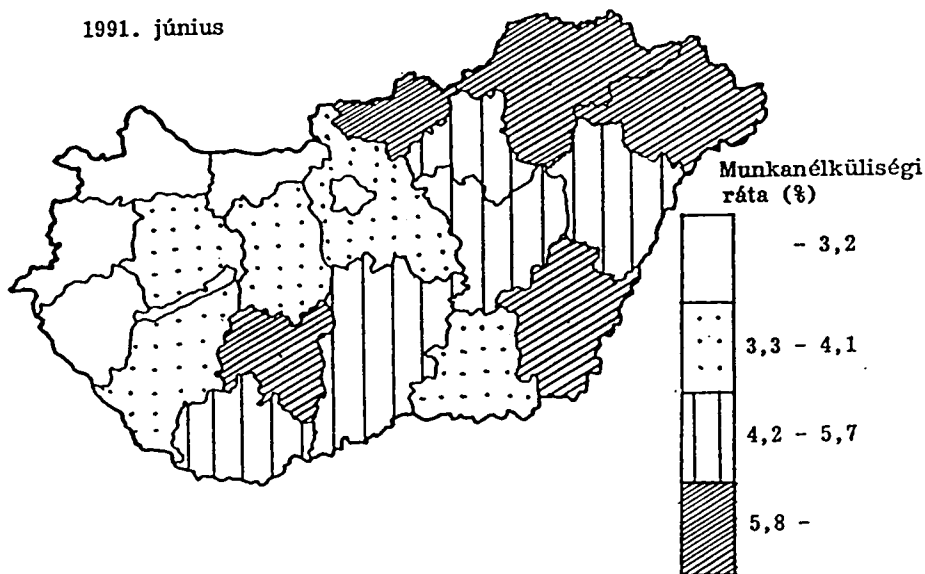 1991. június
Munkanélküliségi
ráta (%)
- 3,2
3,3 - 4,1
4,2 - 5,7
5,8 -